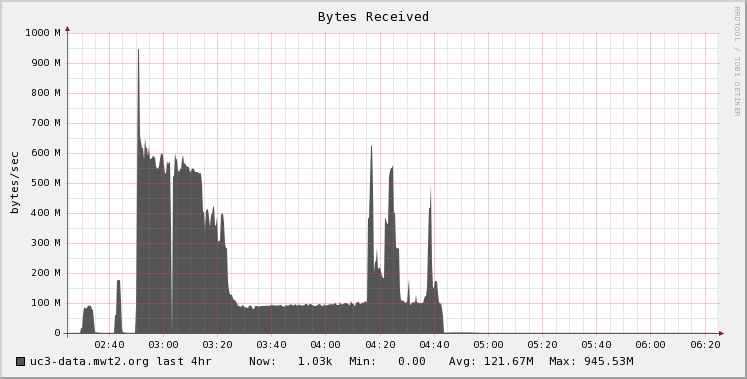 Bytes Received
RRDTOOL / TOBI OETIKER
bytes/sec
1000 M
900 M
800 M
700 M
600 M
500 M
400 M
300 M
200 M
100 M
0
02:40 03:00 03:20 03:40 04:00 04:20 04:40 05:00 05:20 05:40 06:00 06:20
uc3-data.mwt2.org last 4hr Now: 1.03k Min: 0.00 Avg: 121.67M Max: 945.53M